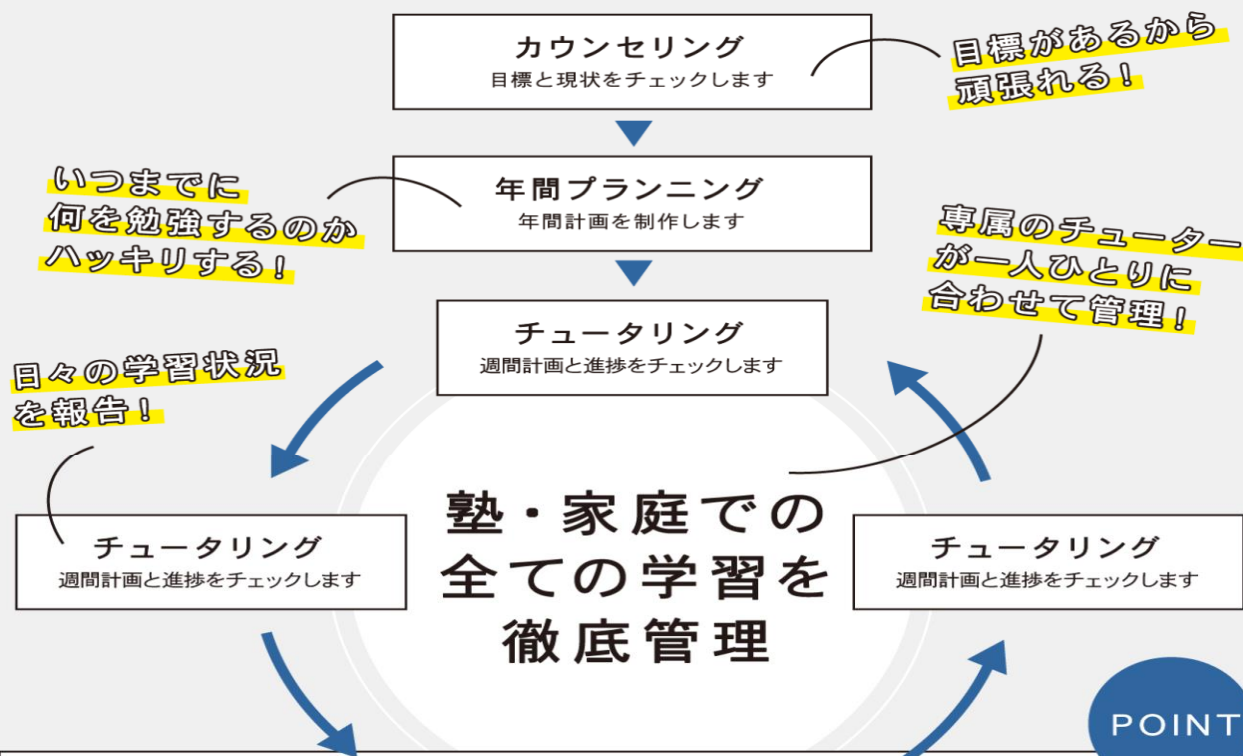 カウンセリング
目標と現状をチェックします
目標があるから
頑張れる！
年間プランニング
年間計画を制作します
いつまでに
何を勉強するのか
ハッキリする！
専属のチューター
が一人ひとりに
合わせて管理！
チュータリング
週間計画と進捗をチェックします
日々の学習状況
を報告！
塾・家庭での
全ての学習を
徹底管理
チュータリング
週間計画と進捗をチェックします
チュータリング
週間計画と進捗をチェックします
POINT